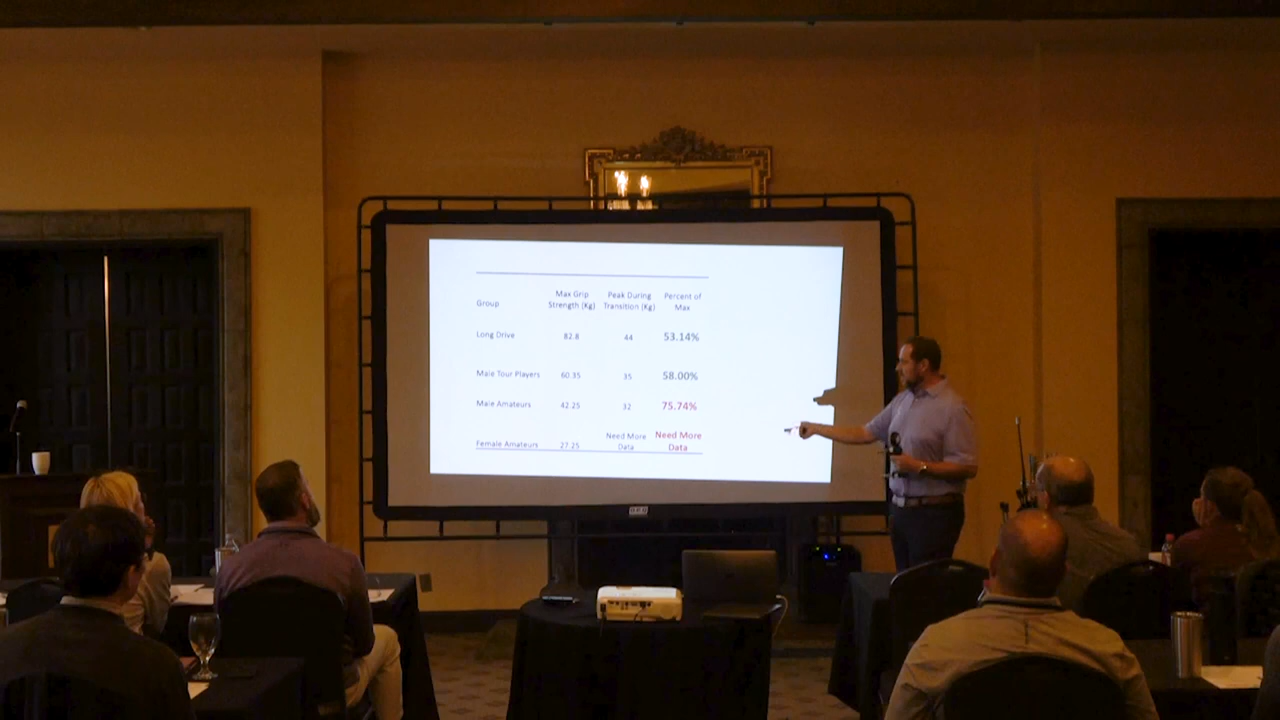 Group Max Grip Strength (Kg) Peak During Transition (Kg) Percent of Max
Long Drive 82.8 44 53.14%
Male Tour Players 60.35 35 58.00%
Male Amateurs 42.25 32 75.74%
Female Amateurs 27.25 Need More Data Need More Data